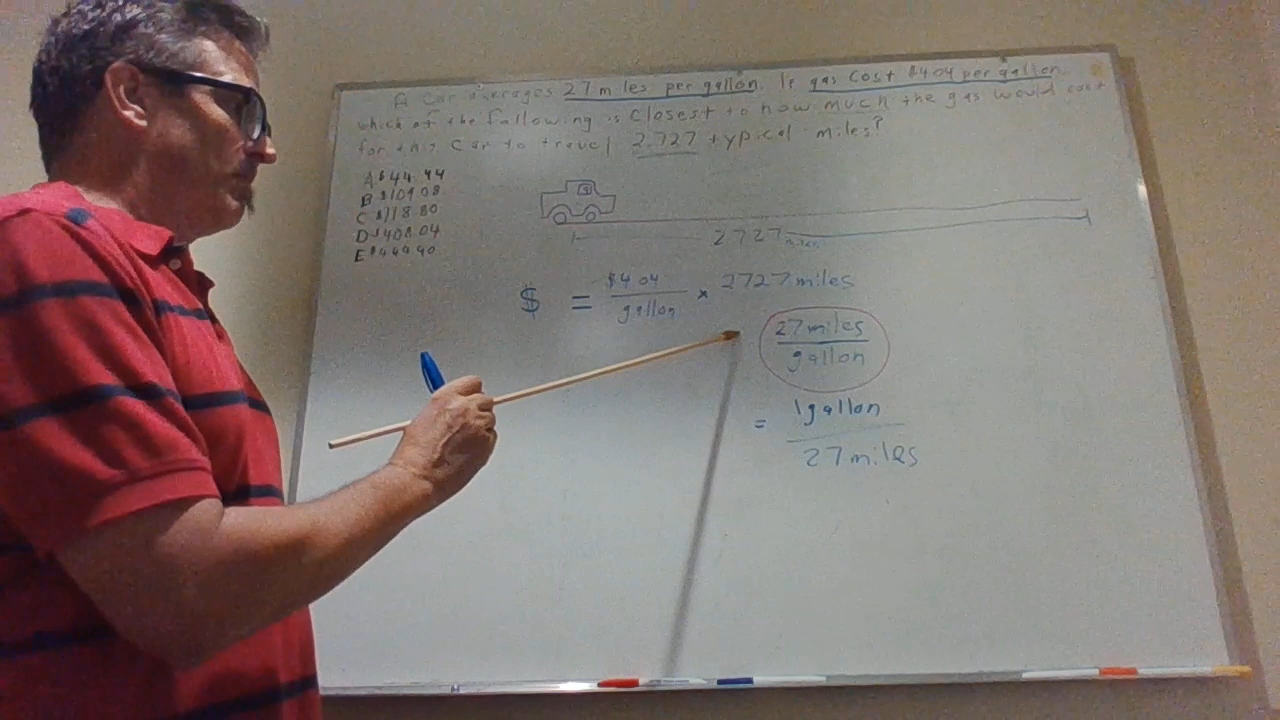 A car averages 27 miles per gallon. If gas cost $4.04 per gallon,
which of the following is closest to how much the gas would cost
for this car to travel 2,727 typical miles?
A $44.44
B $109.08
C $118.80
D $408.04
E $444.40
2727 miles
$ = $4.04 / gallon × 2727 miles
27 miles
gallon
= 1 gallon
27 miles